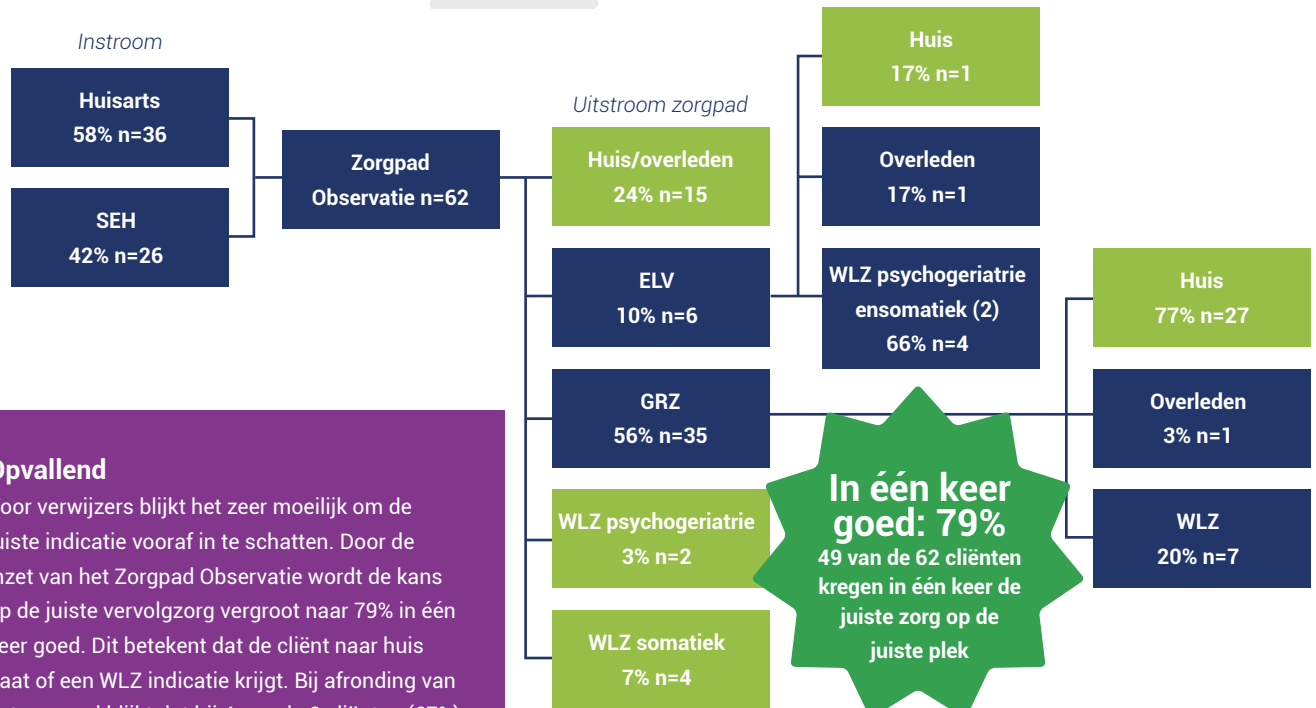 Instroom
Huisarts
58% n=36
SEH
42% n=26
Zorgpad
Observatie n=62
Uitstroom zorgpad
Huis/overleden
24% n=15
ELV
10% n=6
GRZ
56% n=35
WLZ psychogeriatrie
3% n=2
WLZ somatiek
7% n=4
Huis
17% n=1
Overleden
17% n=1
WLZ psychogeriatrie
ensomatiek (2)
66% n=4
Huis
77% n=27
Overleden
3% n=1
WLZ
20% n=7
In één keer
goed: 79%
49 van de 62 cliënten
kregen in één keer de
juiste zorg op de
juiste plek
Opvallend
oor verwijzers blijkt het zeer moeilijk om de
uiste indicatie vooraf in te schatten. Door de
nzet van het Zorgpad Observatie wordt de kans
p de juiste vervolgzorg vergroot naar 79% in één
eer goed. Dit betekent dat de cliënt naar huis
aat of een WLZ indicatie krijgt. Bij afronding van